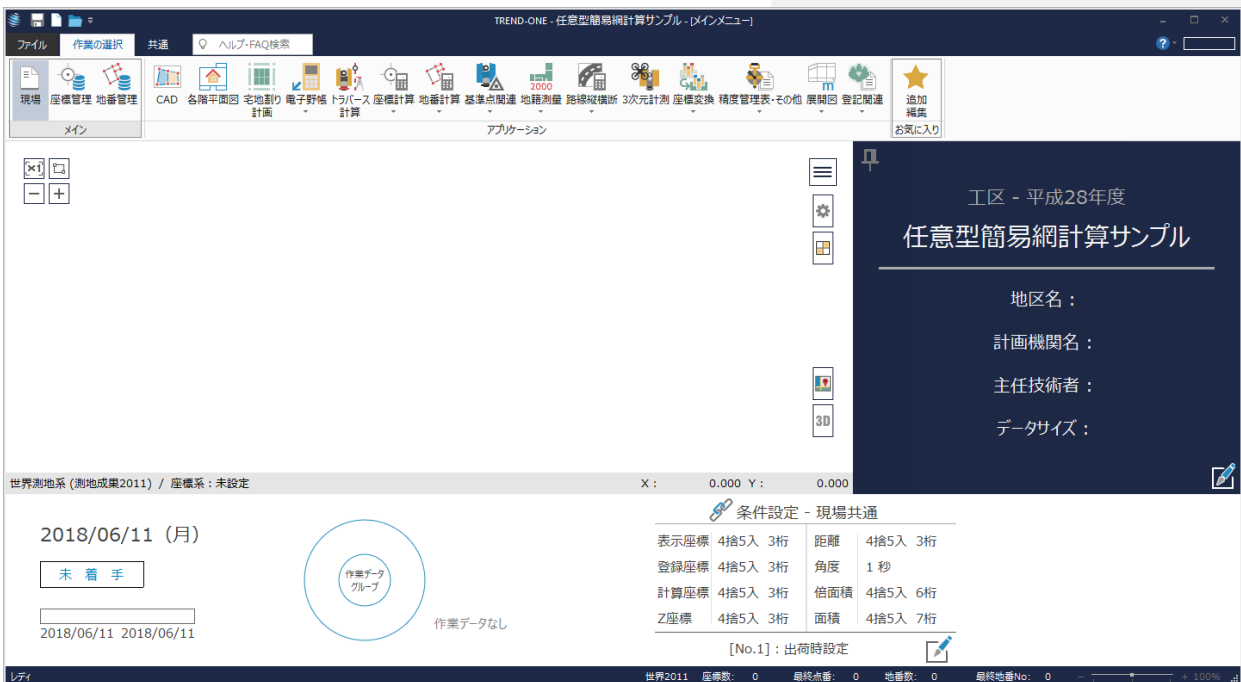 TREND-ONE - 任意型簡易網計算サンプル - [メインメニュー]
ファイル 作業の選択 共通 ヘルプ・FAQ検索
現場 座標管理 地番管理 CAD 各階平面図 宅地割り計画 電子野帳 トラバース計算 座標計算 地番計算 基準点関連 地籍測量 路線縦横断 3次元計測 座標変換 精度管理表・その他 展開図 登記関連 追加編集
メイン アプリケーション お気に入り
工区 - 平成28年度
任意型簡易網計算サンプル
地区名：
計画機関名：
主任技術者：
データサイズ：
3D
世界測地系 (測地成果2011) / 座標系：未設定 X： 0.000 Y： 0.000
2018/06/11（月）
未着手
2018/06/11 2018/06/11
作業データ
グループ
作業データなし
条件設定 - 現場共通
表示座標 4捨5入 3桁 距離 4捨5入 3桁
登録座標 4捨5入 3桁 角度 1 秒
計算座標 4捨5入 3桁 倍面積 4捨5入 6桁
Z座標 4捨5入 3桁 面積 4捨5入 7桁
[No.1]：出荷時設定
レディ 世界2011 座標数: 0 最終点番: 0 地番数: 0 最終地番No: 0 － + 100%